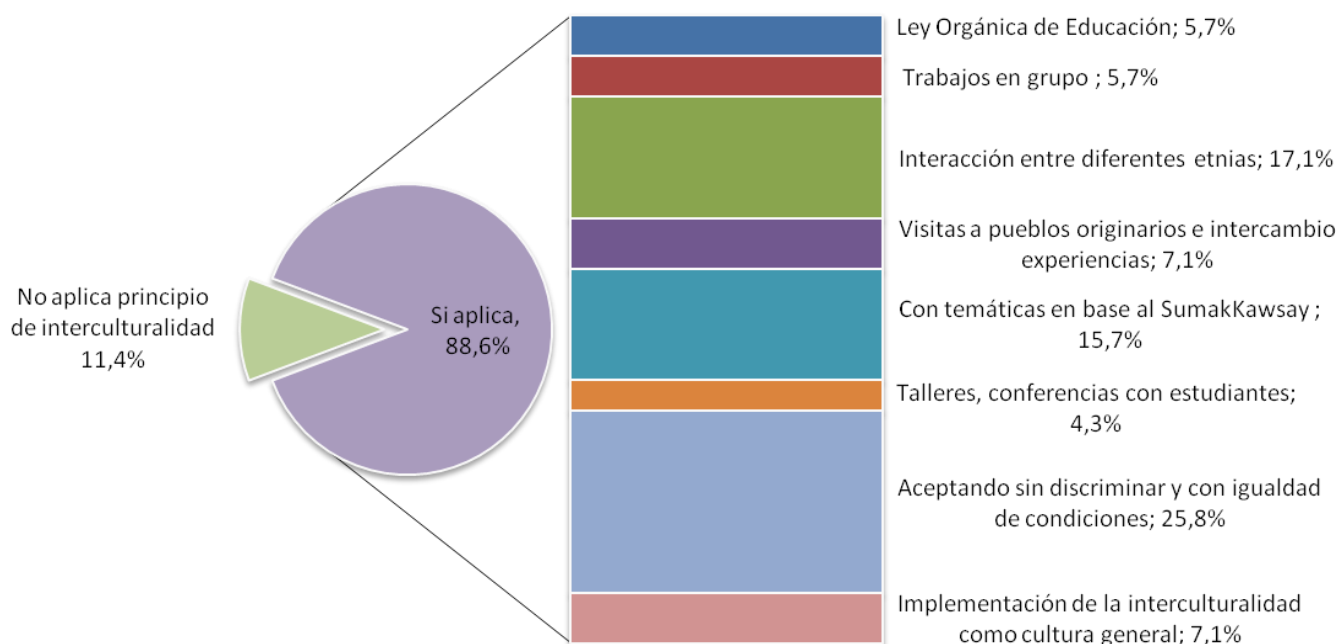 Ley Orgánica de Educación; 5,7%
Trabajos en grupo ; 5,7%
Interacción entre diferentes etnias; 17,1%
Visitas a pueblos originarios e intercambio
experiencias; 7,1%
No aplica principio
de interculturalidad
11,4%
Si aplica,
88,6%
Con temáticas en base al SumakKawsay ;
15,7%
Talleres, conferencias con estudiantes;
4,3%
Aceptando sin discriminar y con igualdad
de condiciones; 25,8%
Implementación de la interculturalidad
como cultura general; 7,1%